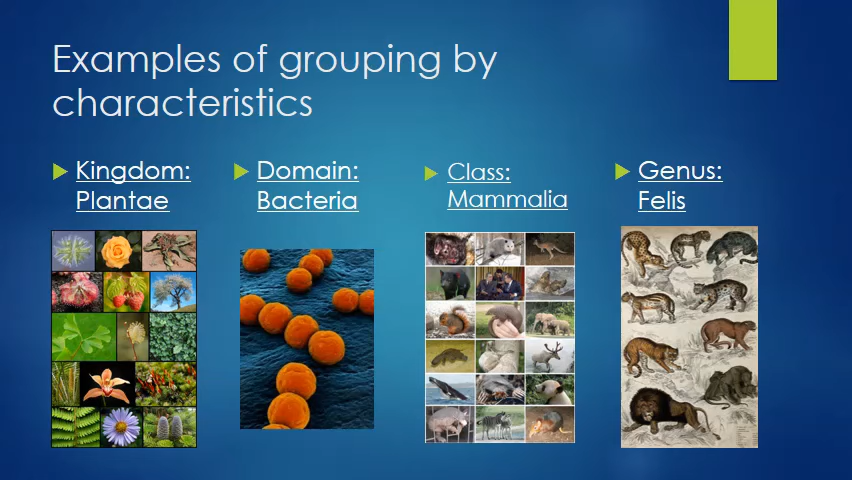 Examples of grouping by
characteristics
Kingdom:
Plantae
Domain:
Bacteria
Class:
Mammalia
Genus:
Felis